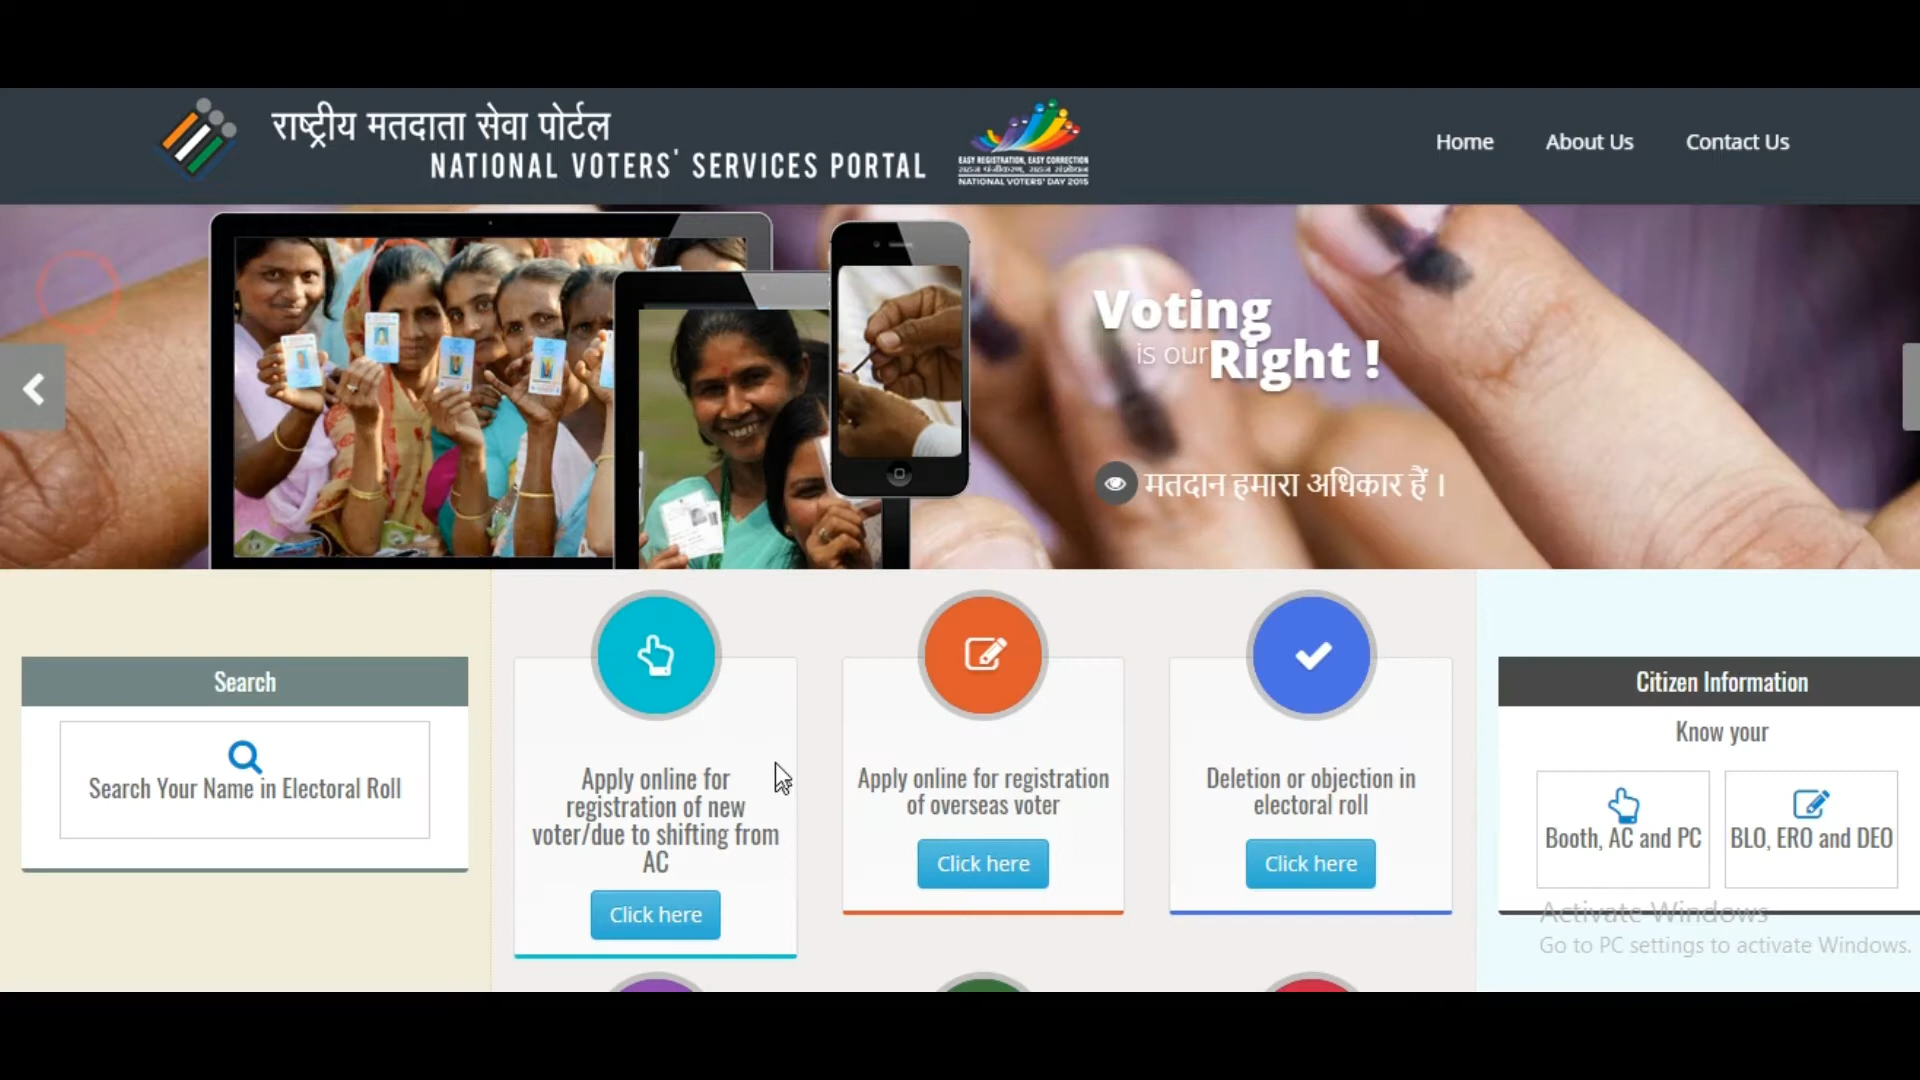 राष्ट्रीय मतदाता सेवा पोर्टल
NATIONAL VOTERS' SERVICES PORTAL
EASY REGISTRATION, EASY CORRECTION
NATIONAL VOTERS' DAY 2015
Home
About Us
Contact Us
Voting
is our Right !
मतदान हमारा अधिकार हैं ।
Search
Search Your Name in Electoral Roll
Apply online for
registration of new
voter/due to shifting from
AC
Click here
Apply online for registration
of overseas voter
Click here
Deletion or objection in
electoral roll
Click here
Citizen Information
Know your
Booth, AC and PC
BLO, ERO and DEO
Activate Windows
Go to PC settings to activate Windows.